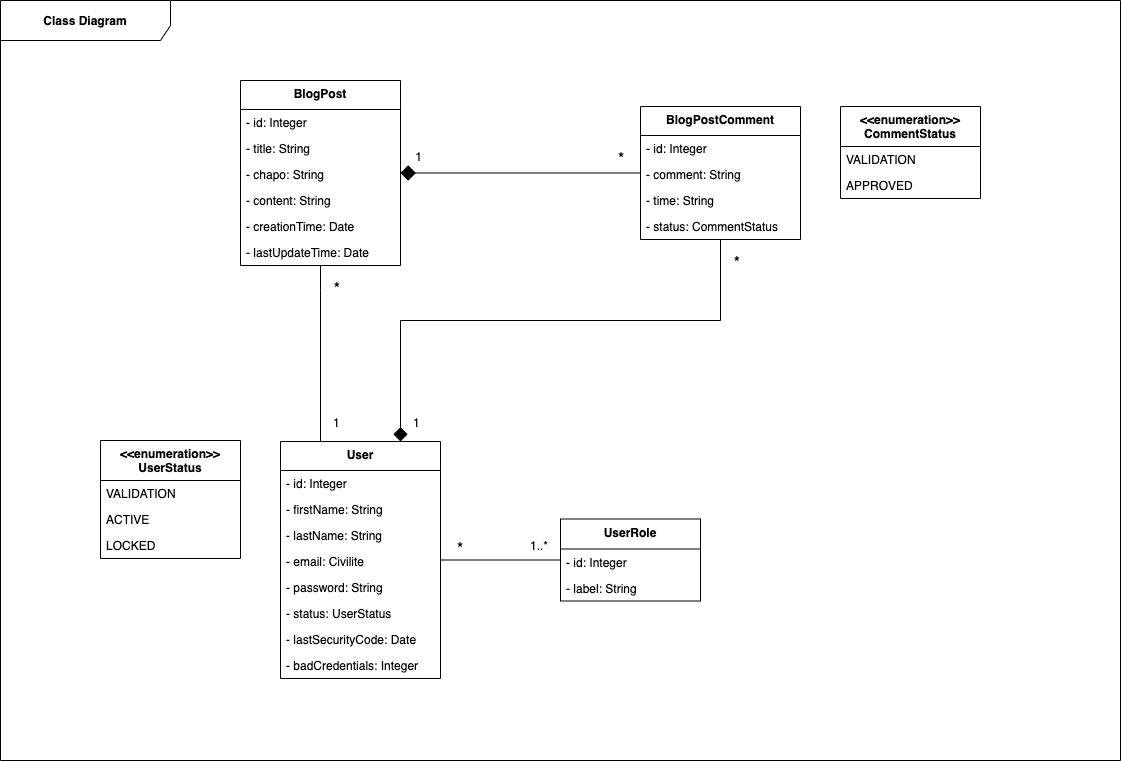 Class Diagram
BlogPost
- id: Integer
- title: String
- chapo: String
- content: String
- creationTime: Date
- lastUpdateTime: Date
1
*
BlogPostComment
- id: Integer
- comment: String
- time: String
- status: CommentStatus
<<enumeration>>
CommentStatus
VALIDATION
APPROVED
*
*
1
1
<<enumeration>>
UserStatus
VALIDATION
ACTIVE
LOCKED
User
- id: Integer
- firstName: String
- lastName: String
- email: Civilite
- password: String
- status: UserStatus
- lastSecurityCode: Date
- badCredentials: Integer
*
1..*
UserRole
- id: Integer
- label: String